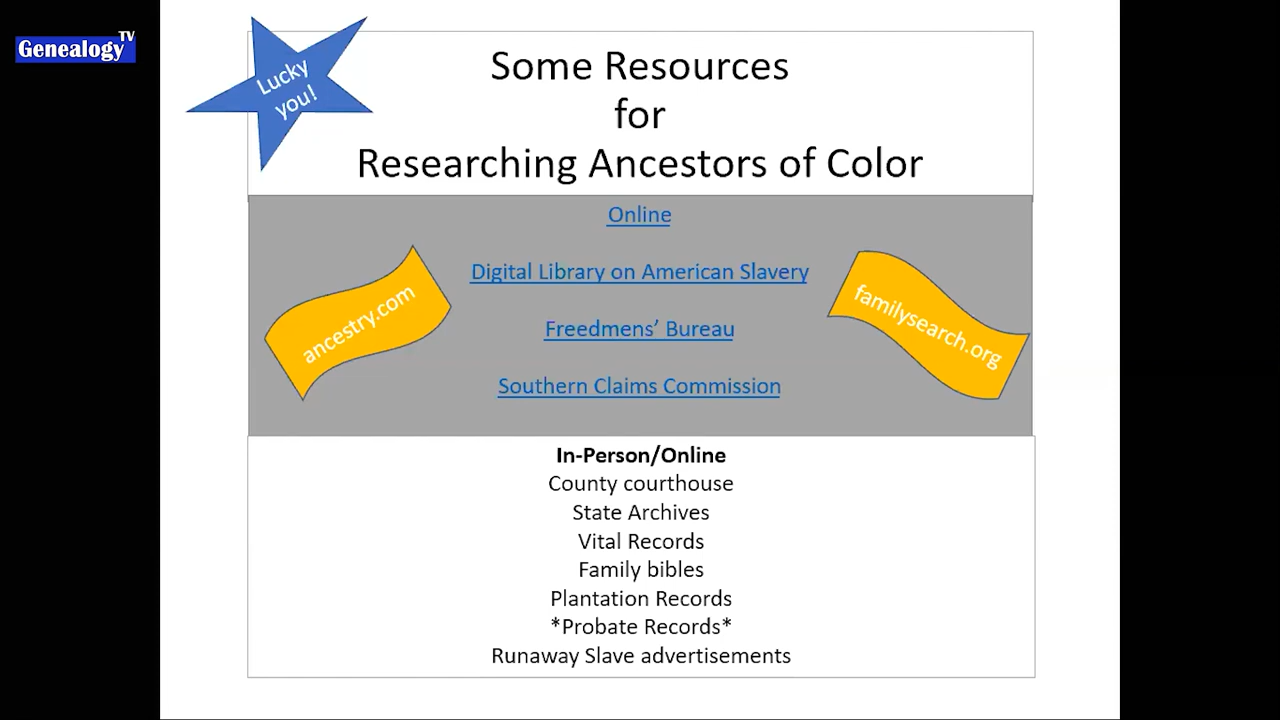 Genealogy TV
Lucky
you!
Some Resources
for
Researching Ancestors of Color
Online
Digital Library on American Slavery
Freedmens’ Bureau
Southern Claims Commission
ancestry.com
familysearch.org
In-Person/Online
County courthouse
State Archives
Vital Records
Family bibles
Plantation Records
*Probate Records*
Runaway Slave advertisements